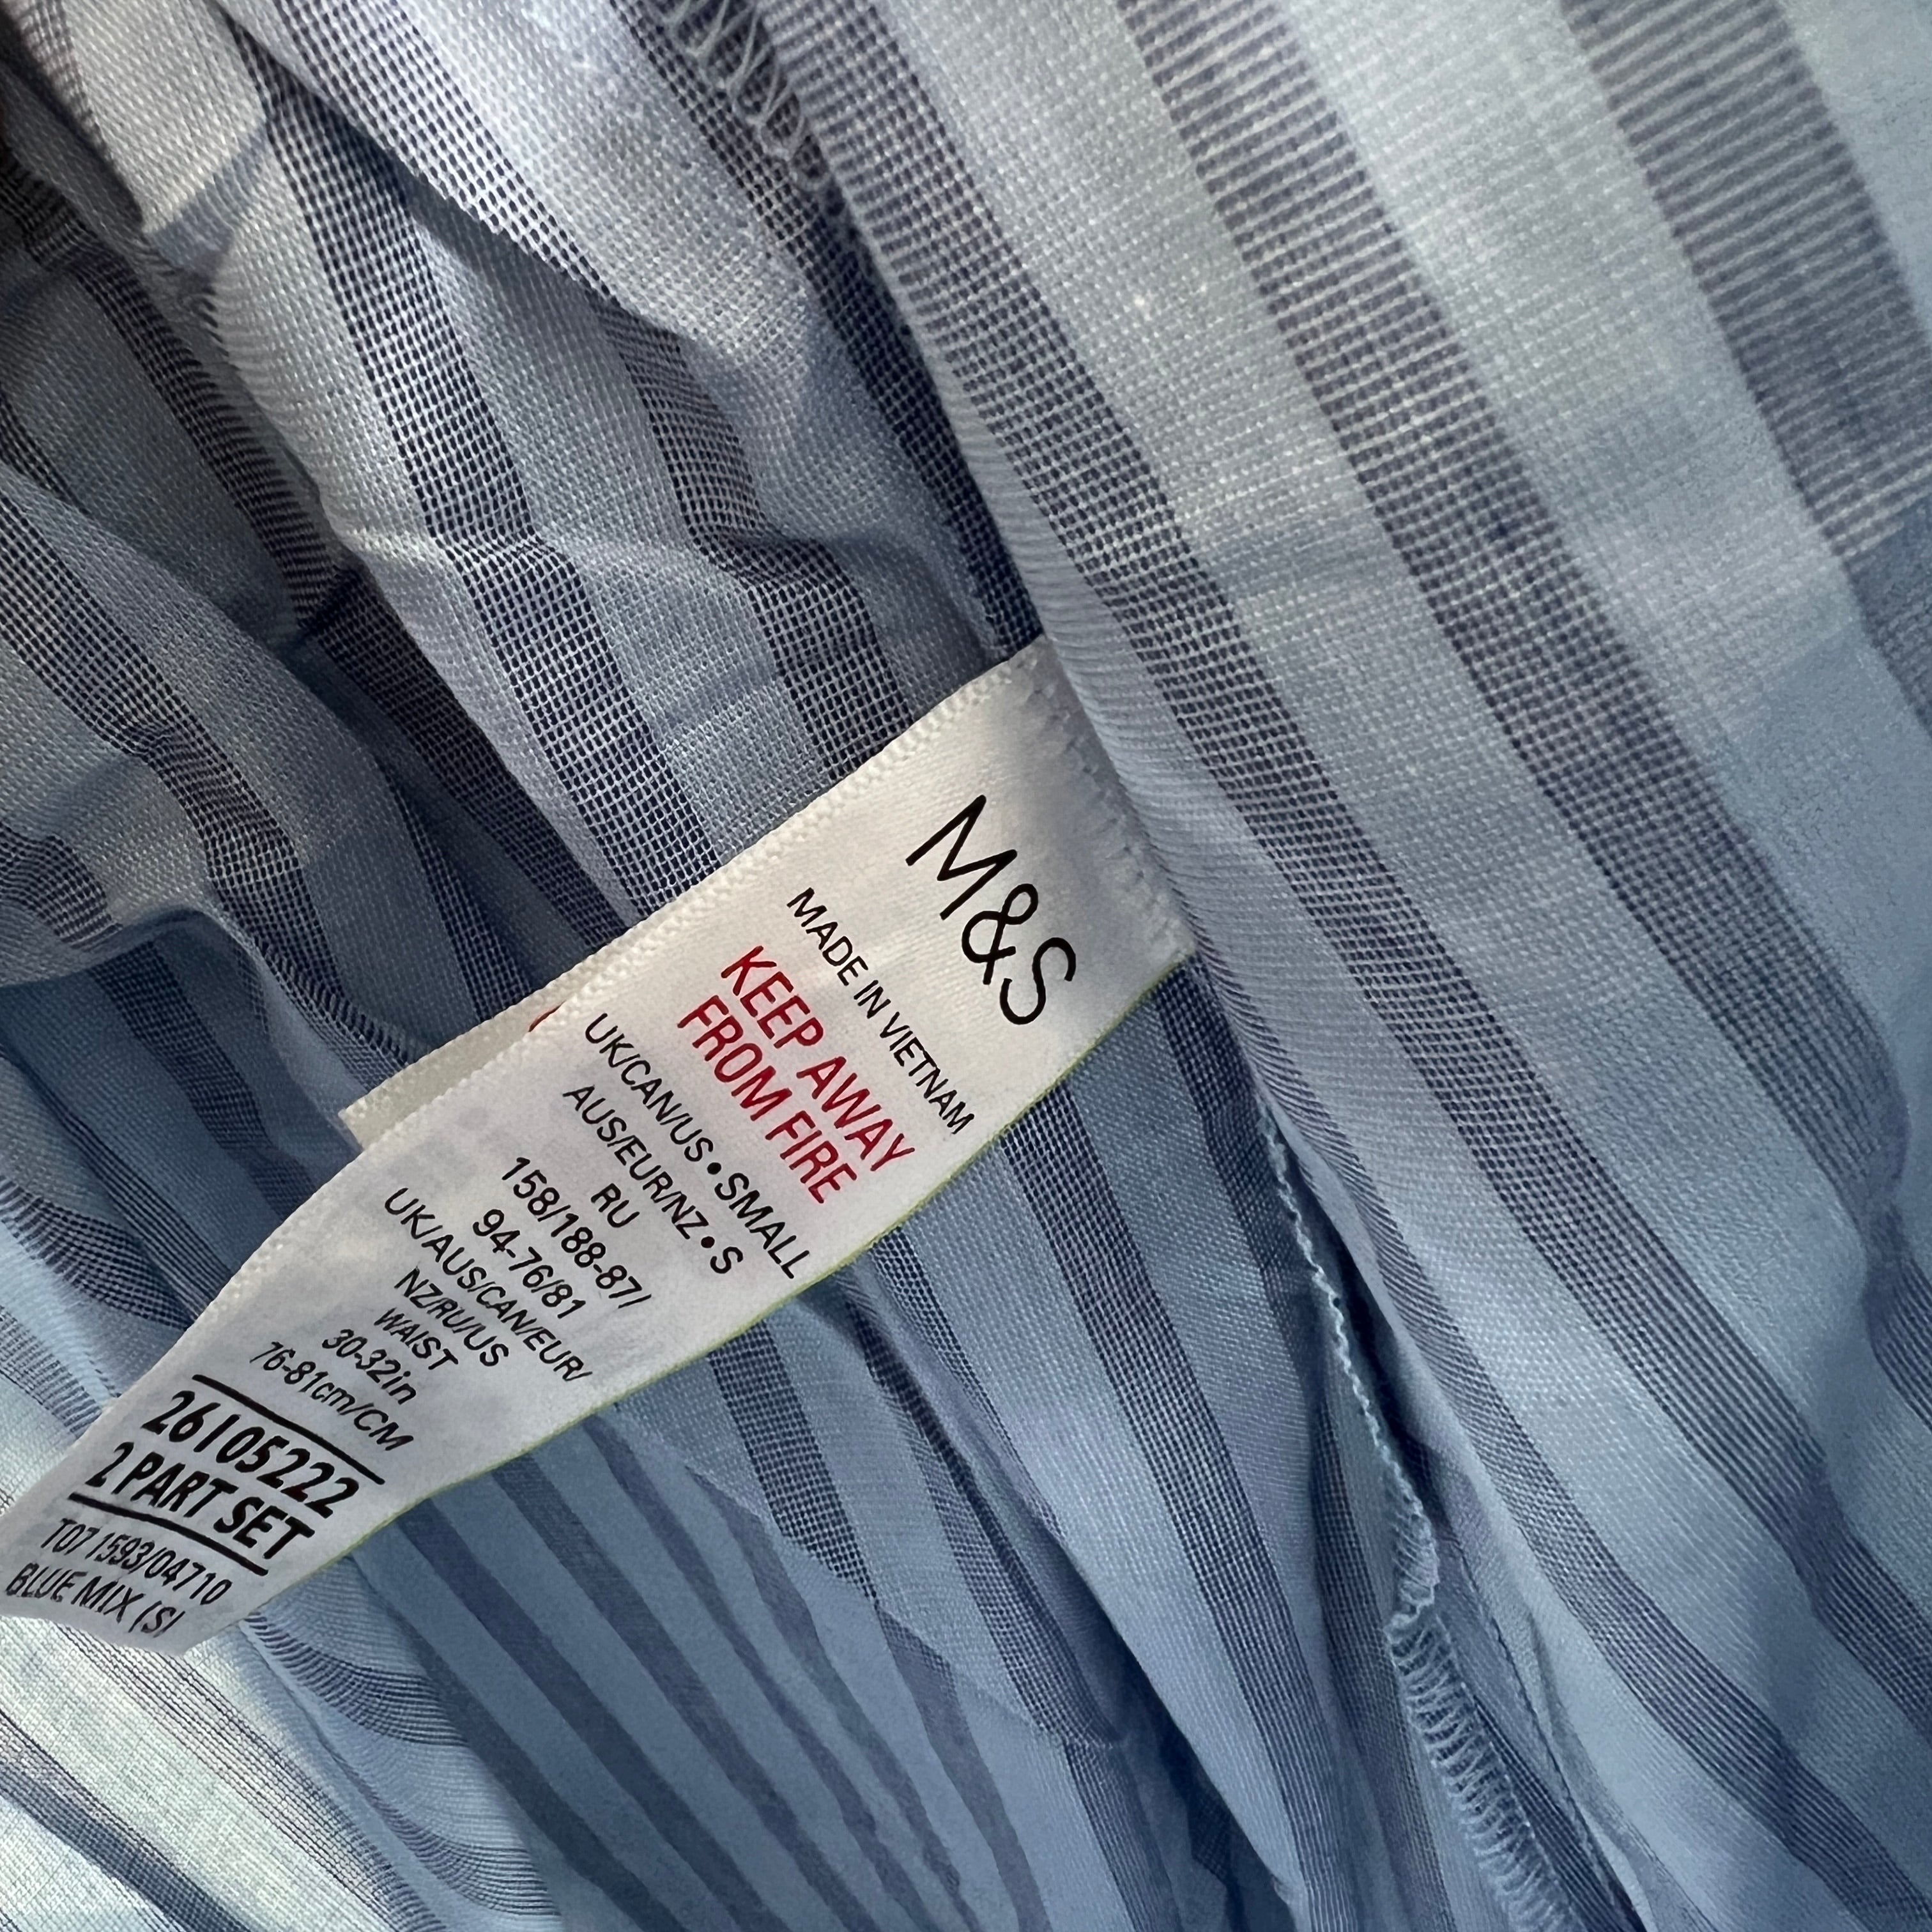 M&S
MADE IN VIETNAM
KEEP AWAY
FROM FIRE
UK/CAN/US • SMALL
AUS/EUR/NZ • S
RU
158/188-87/
94-76/81
UK/AUS/CAN/EUR/
NZ/RU/US
WAIST
30-32in
76-81cm/CM
26105222
2 PART SET
T07 1593/04710
BLUE MIX (S)